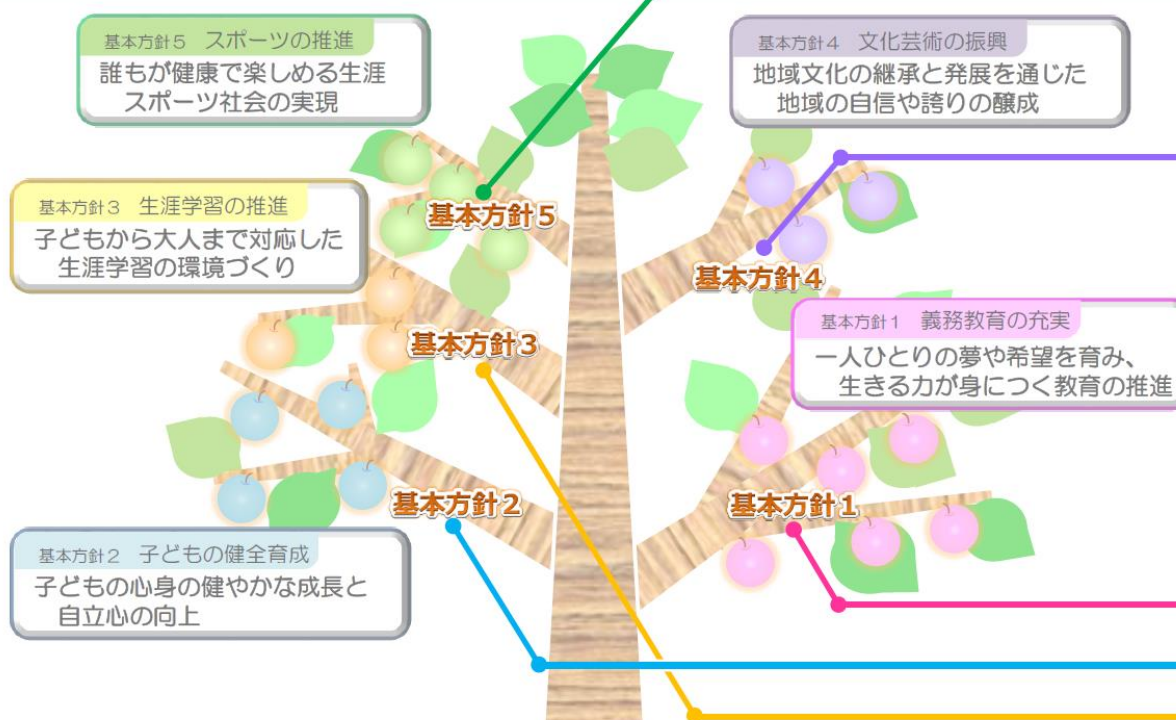 基本方針5 スポーツの推進
誰もが健康で楽しめる生涯
スポーツ社会の実現
基本方針4 文化芸術の振興
地域文化の継承と発展を通じた
地域の自信や誇りの醸成
基本方針3 生涯学習の推進
子どもから大人まで対応した
生涯学習の環境づくり
基本方針5
基本方針4
基本方針1 義務教育の充実
一人ひとりの夢や希望を育み、
生きる力が身につく教育の推進
基本方針3
基本方針2
基本方針1
基本方針2 子どもの健全育成
子どもの心身の健やかな成長と
自立心の向上